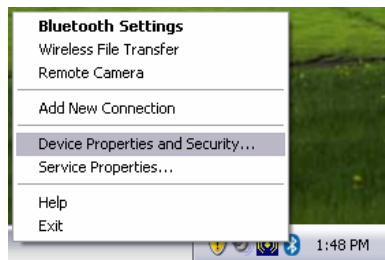 Bluetooth Settings
Wireless File Transfer
Remote Camera
Add New Connection
Device Properties and Security...
Service Properties...
Help
Exit
1:48 PM